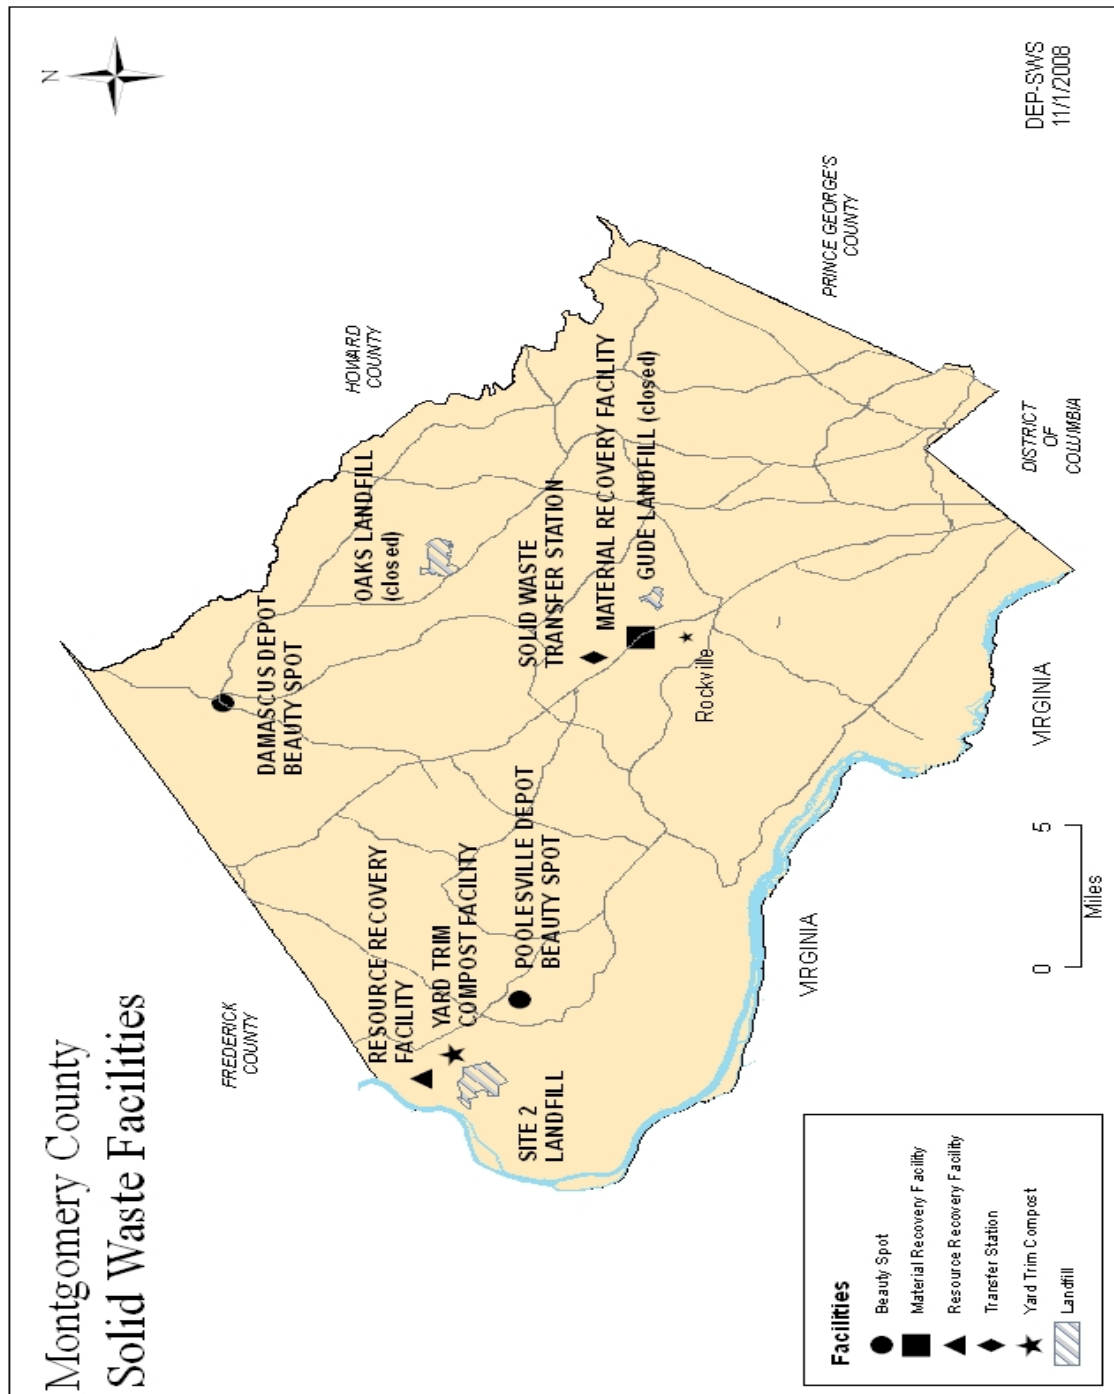 Montgomery County
Solid Waste Facilities
N
FREDERICK
COUNTY
HOWARD
COUNTY
PRINCE GEORGE'S
COUNTY
DAMASCUS DEPOT
BEAUTY SPOT
OAKS LANDFILL
(closed)
RESOURCE RECOVERY
FACILITY
YARD TRIM
COMPOST FACILITY
POOLESVILLE DEPOT
BEAUTY SPOT
SITE 2
LANDFILL
SOLID WASTE
TRANSFER STATION
MATERIAL RECOVERY FACILITY
GUDE LANDFILL (closed)
Rockville
VIRGINIA
VIRGINIA
DISTRICT
OF
COLUMBIA
Facilities
Beauty Spot
Material Recovery Facility
Resource Recovery Facility
Transfer Station
Yard Trim Compost
Landfill
0 5
Miles
DEP-SWS
11/1/2008